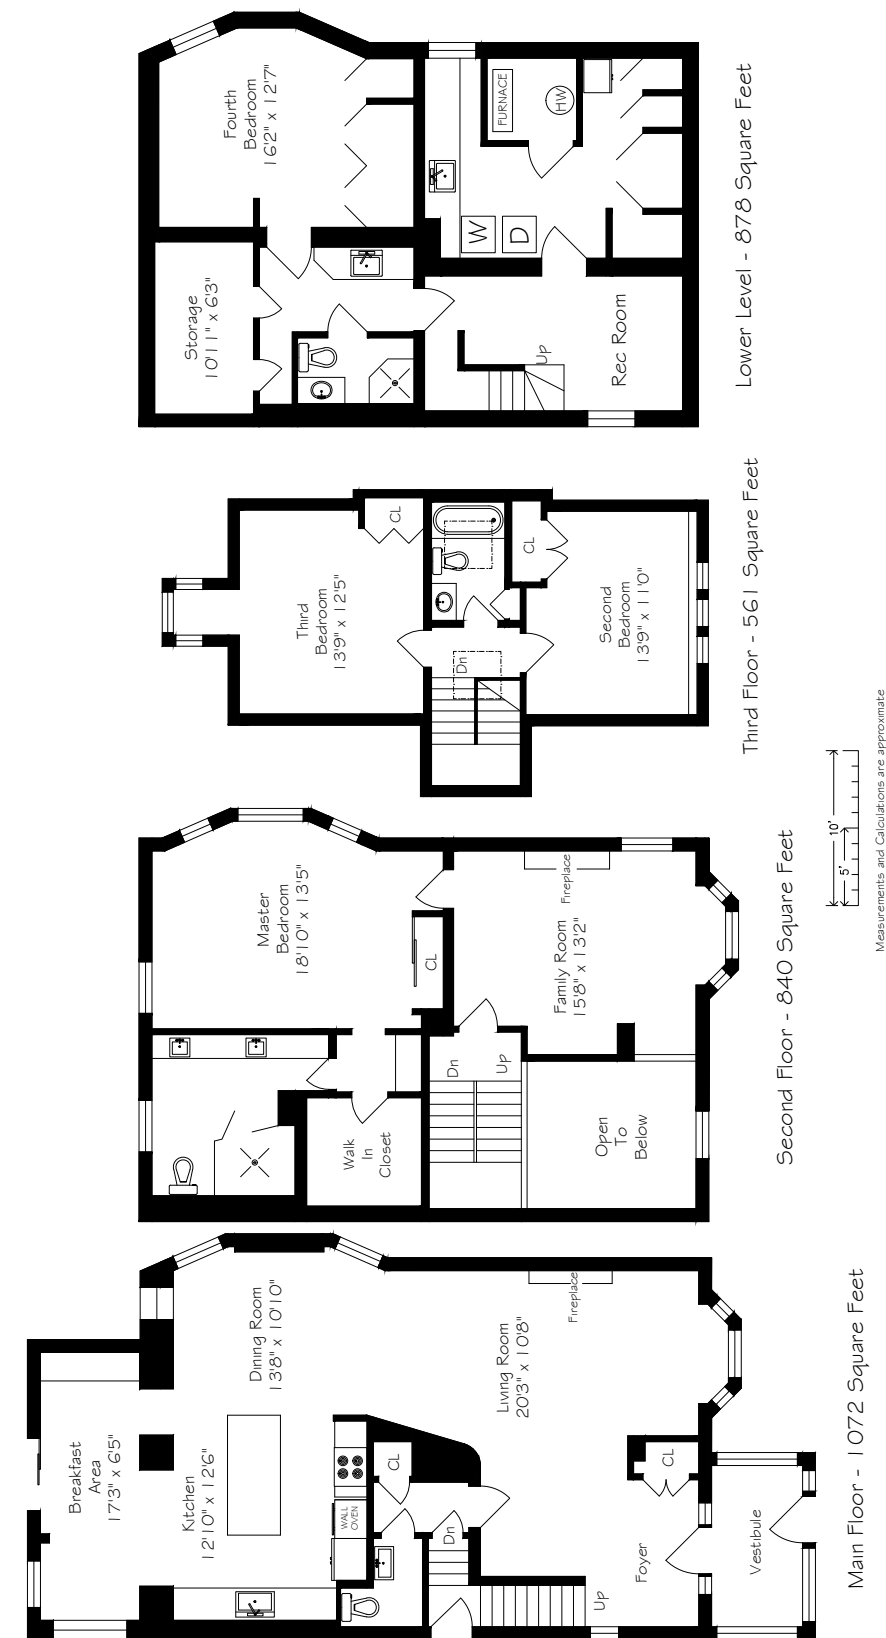 Fourth
Bedroom
16'2" x 12'7"
FURNACE
HW
W
D
Storage
10'11" x 6'3"
Up
Rec Room
Lower Level - 878 Square Feet
CL
CL
Third
Bedroom
13'9" x 12'5"
Second
Bedroom
13'9" x 11'0"
Dn
Third Floor - 561 Square Feet
Master
Bedroom
18'10" x 13'5"
CL
Fireplace
Family Room
15'8" x 13'2"
Dn
Up
Walk
In
Closet
Open
To
Below
Second Floor - 840 Square Feet
10'
5'
Measurements and Calculations are approximate
Dining Room
13'8" x 10'10"
Fireplace
Living Room
20'3" x 10'8"
Breakfast
Area
17'3" x 6'5"
Kitchen
12'10" x 12'6"
CL
WALL
OVEN
Dn
CL
Foyer
Vestibule
Up
Main Floor - 1072 Square Feet